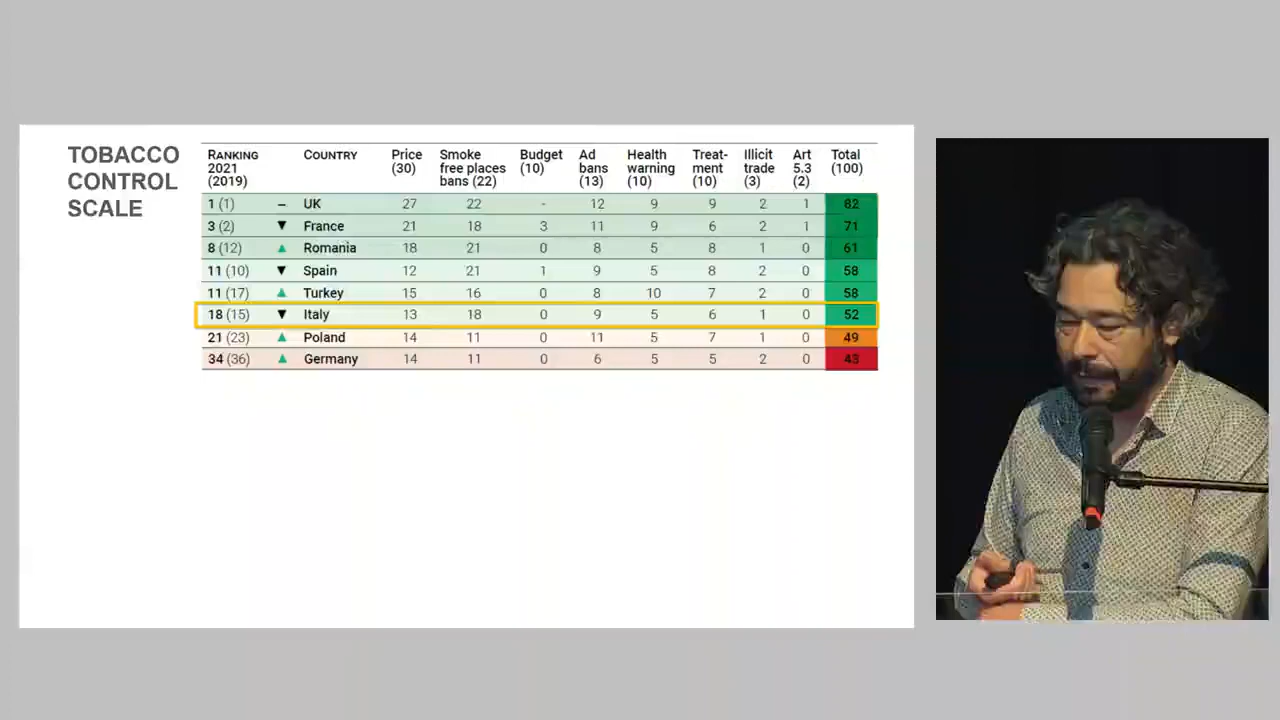 TOBACCO
CONTROL
SCALE
RANKING 2021 (2019) COUNTRY Price (30) Smoke free places bans (22) Budget (10) Ad bans (13) Health warning (10) Treat-ment (10) Illicit trade (3) Art 5.3 (2) Total (100)
1 (1) – UK 27 22 - 12 9 9 2 1 82
3 (2) ▼ France 21 18 3 11 9 6 2 1 71
8 (12) ▲ Romania 18 21 0 8 5 8 1 0 61
11 (10) ▼ Spain 12 21 1 9 5 8 2 0 58
11 (17) ▲ Turkey 15 16 0 8 10 7 2 0 58
18 (15) ▼ Italy 13 18 0 9 5 6 1 0 52
21 (23) ▲ Poland 14 11 0 11 5 7 1 0 49
34 (36) ▲ Germany 14 11 0 6 5 5 2 0 43